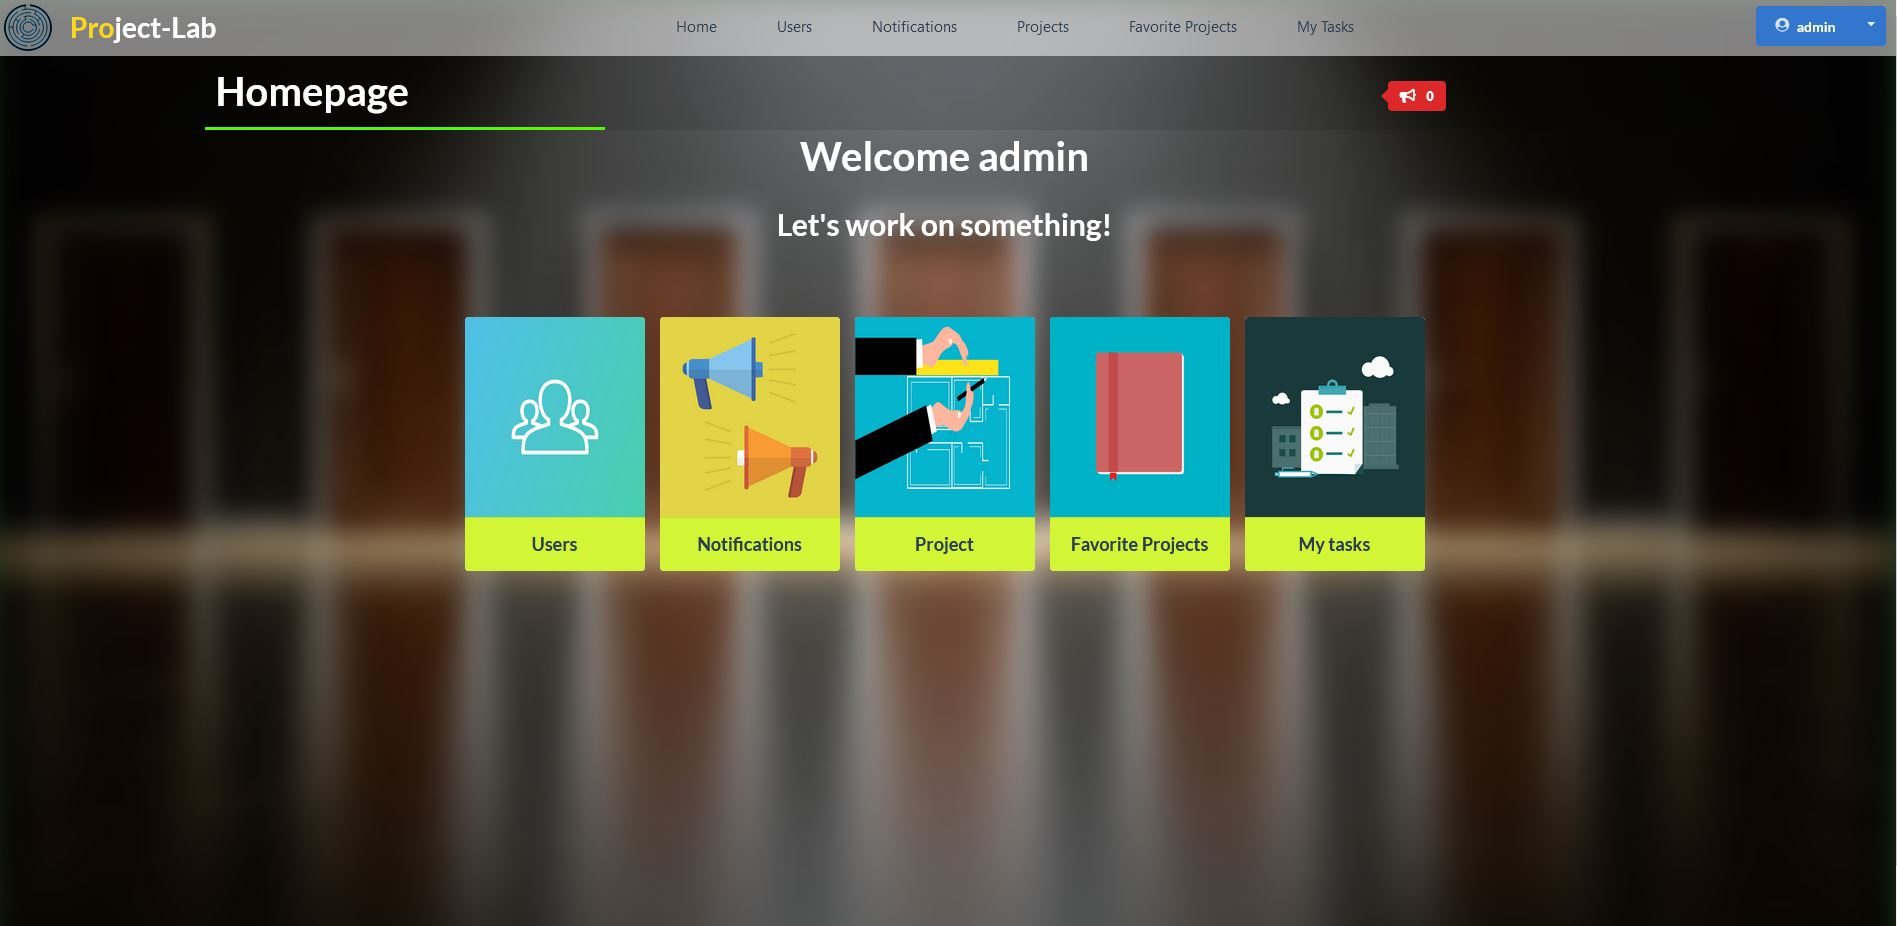 Project-Lab
Home Users Notifications Projects Favorite Projects My Tasks
admin
Homepage
0
Welcome admin
Let's work on something!
Users Notifications Project Favorite Projects My tasks